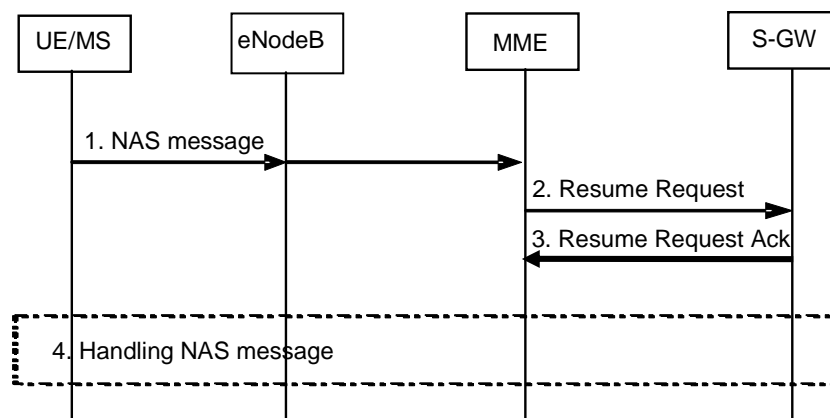 UE/MS
eNodeB
MME
S-GW
1. NAS message
2. Resume Request
3. Resume Request Ack
4. Handling NAS message